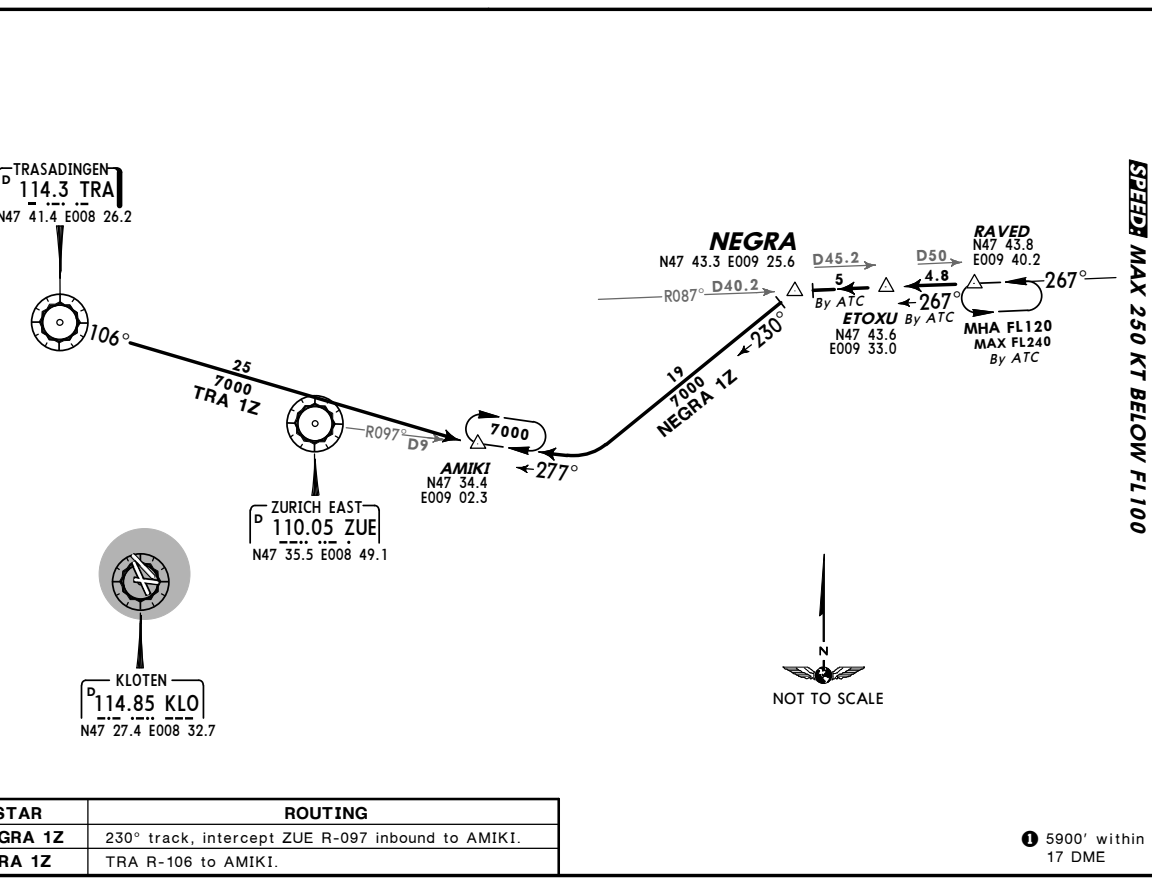 TRASADINGEN
D
114.3 TRA
N47 41.4 E008 26.2
106°
25
7000
TRA 1Z
NEGRA
N47 43.3 E009 25.6
R087°
D40.2
D45.2
5
By ATC
ETOXU
N47 43.6
E009 33.0
D50
4.8
267°
By ATC
RAVED
N47 43.8
E009 40.2
267°
MHA FL120
MAX FL240
By ATC
230°
19
7000
NEGRA 1Z
R097°
D9
7000
AMIKI
N47 34.4
E009 02.3
277°
ZURICH EAST
D
110.05 ZUE
N47 35.5 E008 49.1
KLOTEN
D
114.85 KLO
N47 27.4 E008 32.7
N
NOT TO SCALE
SPEED: MAX 250 KT BELOW FL100
STAR ROUTING
GRA 1Z 230° track, intercept ZUE R-097 inbound to AMIKI.
RA 1Z TRA R-106 to AMIKI.
1 5900' within
17 DME